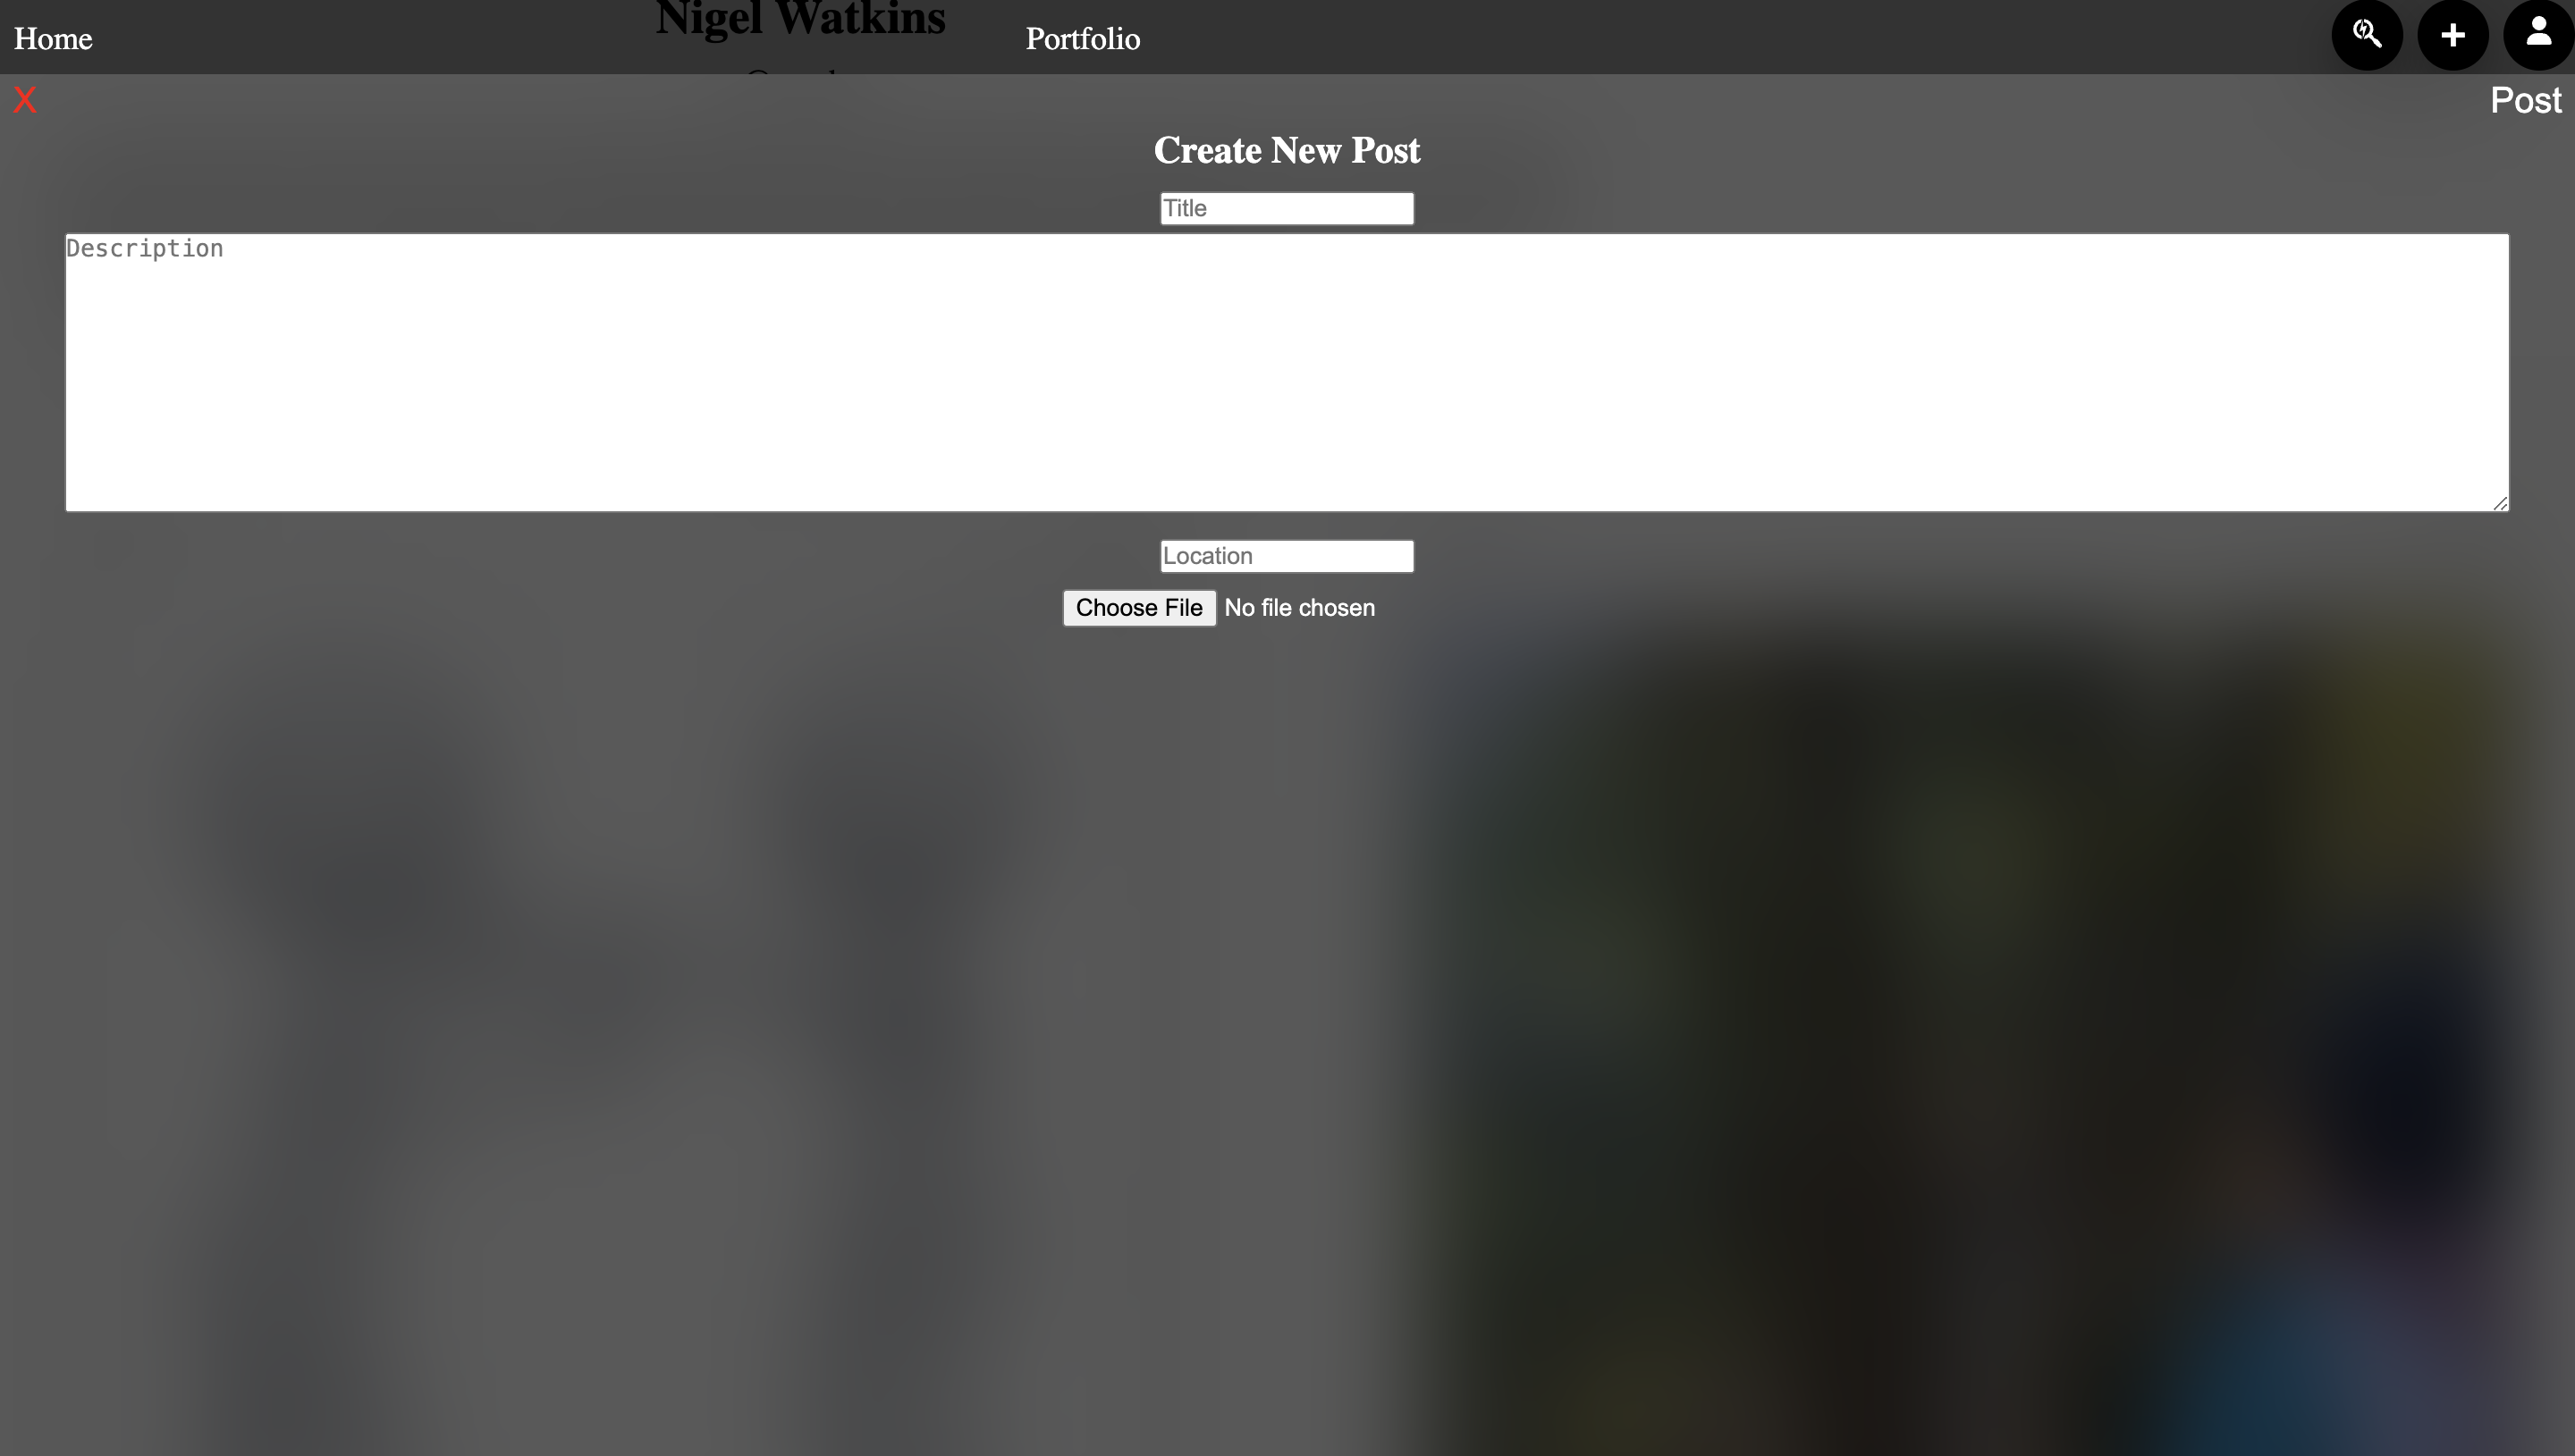 Nigel Watkins
Home
Portfolio
X
Post
Create New Post
Title
Description
Location
Choose File No file chosen